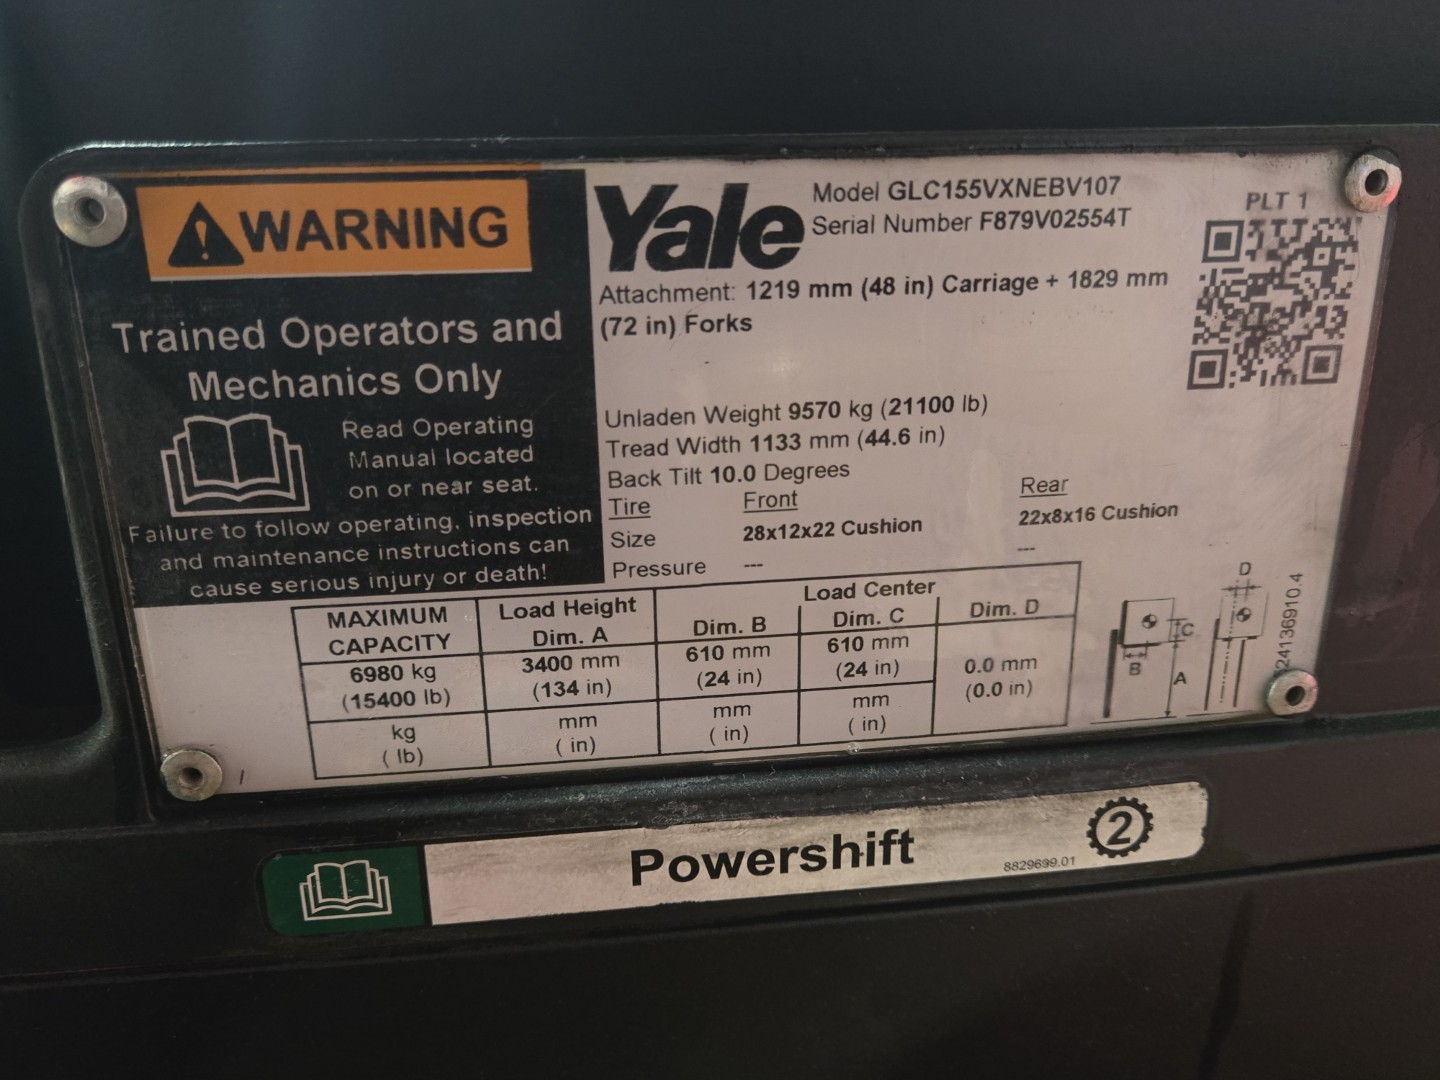 WARNING
Trained Operators and
Mechanics Only
Read Operating
Manual located
on or near seat.
Failure to follow operating, inspection
and maintenance instructions can
cause serious injury or death!
Yale
Model GLC155VXNEBV107
Serial Number F879V02554T
PLT 1
Attachment: 1219 mm (48 in) Carriage + 1829 mm
(72 in) Forks
Unladen Weight 9570 kg (21100 lb)
Tread Width 1133 mm (44.6 in)
Back Tilt 10.0 Degrees
Tire Front Rear
Size 28x12x22 Cushion 22x8x16 Cushion
Pressure --- ---
MAXIMUM
CAPACITY
Load Height
Dim. A
Load Center
Dim. B Dim. C Dim. D
6980 kg 3400 mm 610 mm 610 mm 0.0 mm
(15400 lb) (134 in) (24 in) (24 in) (0.0 in)
kg mm mm mm
( lb) ( in) ( in) ( in)
D
C
B
A
24136910.4
Powershift
8829699.01
2